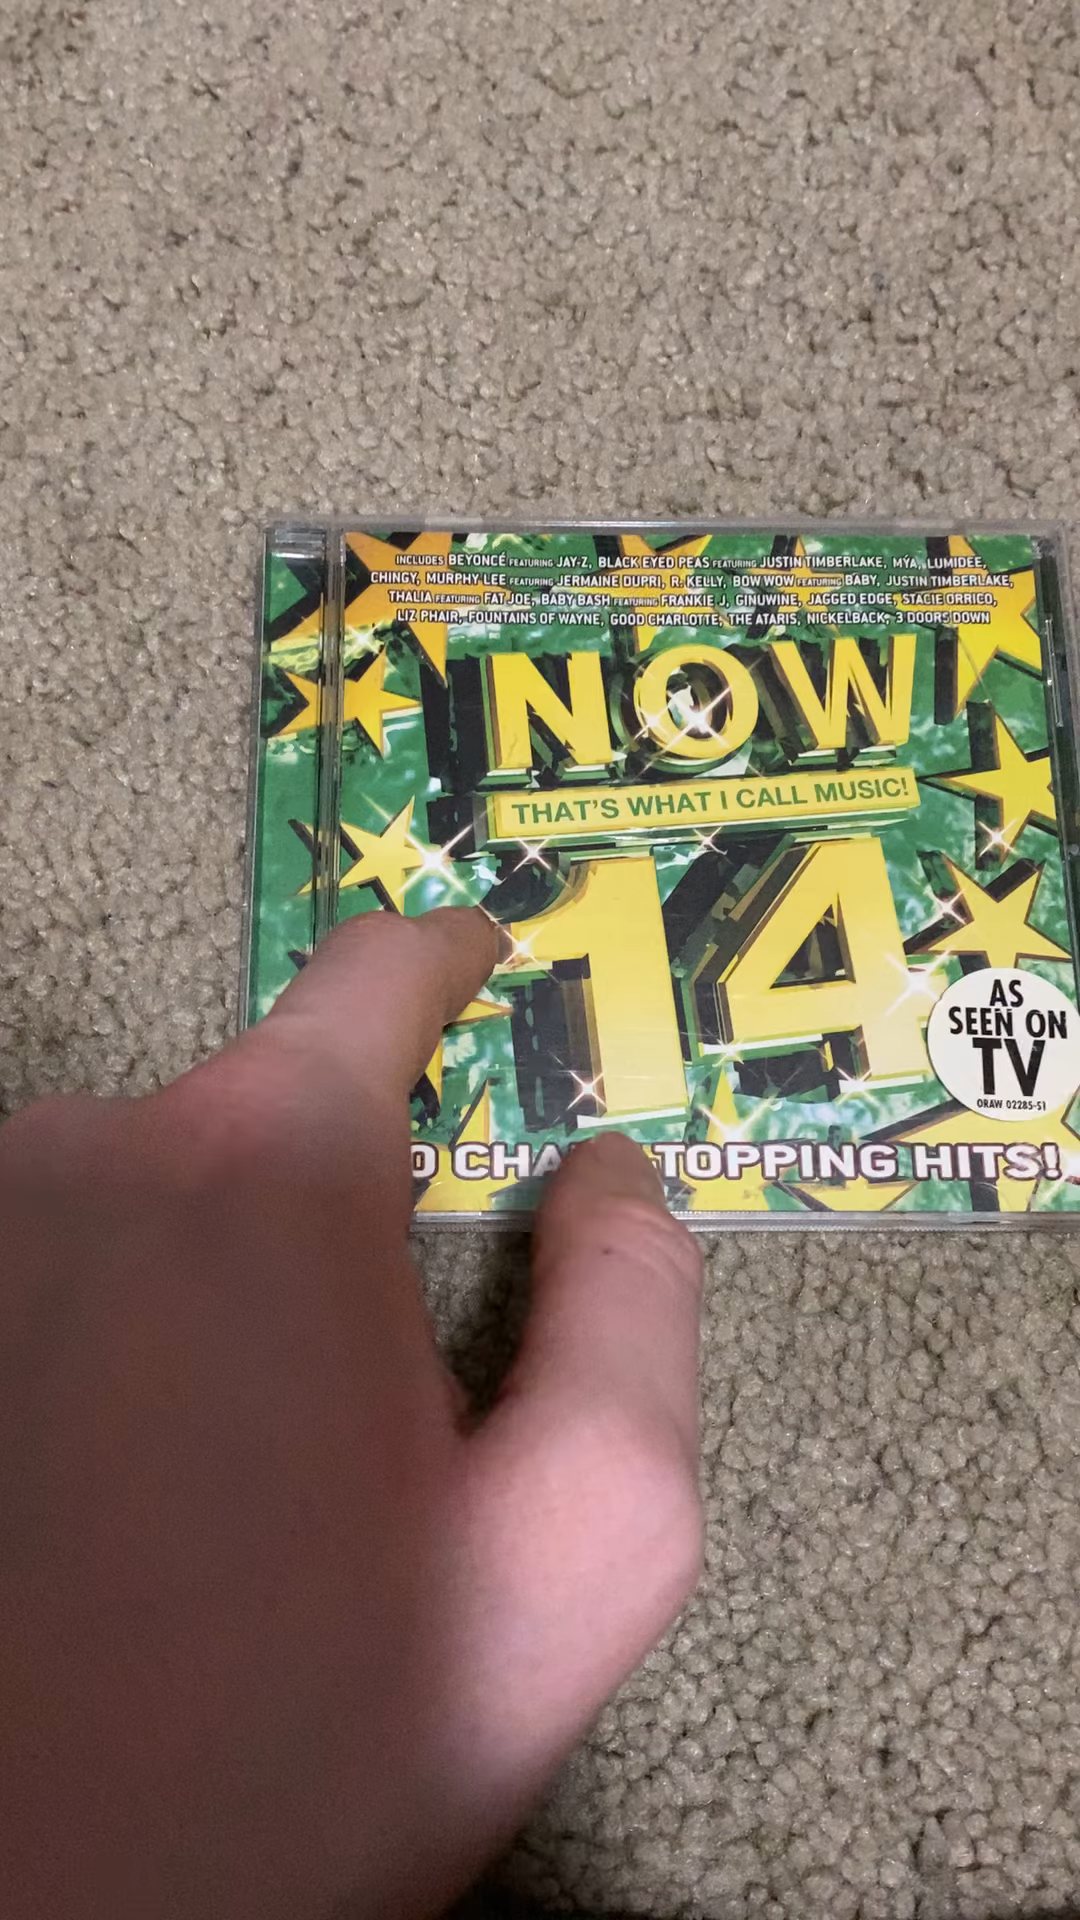 INCLUDES BEYONCÉ FEATURING JAY-Z, BLACK EYED PEAS FEATURING JUSTIN TIMBERLAKE, MÝA, LUMIDEE,
CHINGY, MURPHY LEE FEATURING JERMAINE DUPRI, R. KELLY, BOW WOW FEATURING BABY, JUSTIN TIMBERLAKE,
THALIA FEATURING FAT JOE, BABY BASH FEATURING FRANKIE J, GINUWINE, JAGGED EDGE, STACIE ORRICO,
LIZ PHAIR, FOUNTAINS OF WAYNE, GOOD CHARLOTTE, THE ATARIS, NICKELBACK, 3 DOORS DOWN
NOW
THAT'S WHAT I CALL MUSIC!
14
AS
SEEN ON
TV
ORAW 02285-S1
TOPPING HITS!